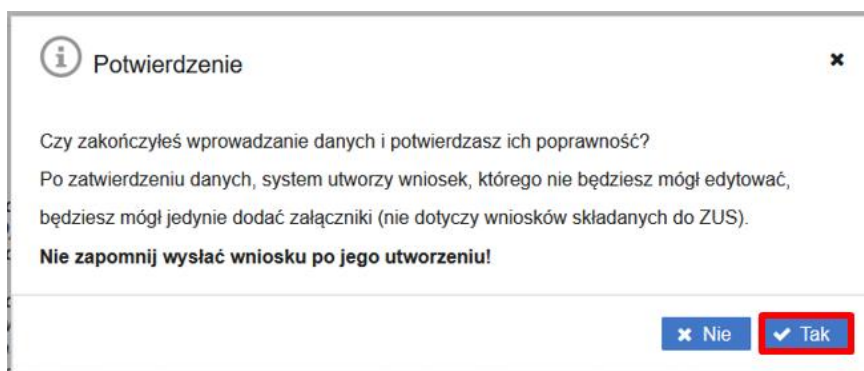 Potwierdzenie
Czy zakończyłeś wprowadzanie danych i potwierdzasz ich poprawność?
Po zatwierdzeniu danych, system utworzy wniosek, którego nie będziesz mógł edytować,
będziesz mógł jedynie dodać załączniki (nie dotyczy wniosków składanych do ZUS).
Nie zapomnij wysłać wniosku po jego utworzeniu!
Nie Tak